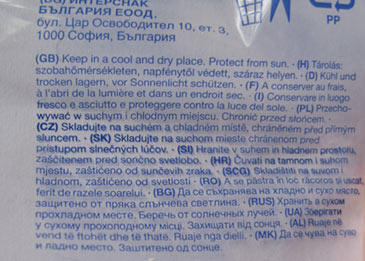 (BG) ИНТЕРСНАК
БЪЛГАРИЯ ЕООД,
бул. Цар Освободител 10, ет. 3,
1000 София, България
PP
(GB) Keep in a cool and dry place. Protect from sun. · (H) Tárolás:
szobahőmérsékleten, napfénytől védett, száraz helyen. · (D) Kühl und
trocken lagern, vor Sonnenlicht schützen. · (F) A conserver au frais,
à l'abri de la lumière et dans un endroit sec. · (I) Conservare in luogo
fresco e asciutto e proteggere contro la luce del sole. · (PL) Przecho-
wywać w suchym i chłodnym miejscu. Chronić przed słońcem. ·
(CZ) Skladujte na suchém a chladném místě, chráněném před přímým
sluncem. · (SK) Skladujte na suchom mieste chránenom pred
prístupom slnečných lúčov. · (SI) Hranite v suhem in hladnem prostoru,
zaščitenem pred sončno svetlobo. · (HR) Čuvati na tamnom i suhom
mjestu, zaštićeno od sunčevih zraka. · (SCG) Skladištiti na suvom i
hladnom, zaštićeno od svetlosti · (RO) A se păstra în loc răcoros şi uscat,
ferit de razele soarelui. · (BG) Да се съхранява на хладно и сухо място,
защитено от пряка слънчева светлина. · (RUS) Хранить в сухом
прохладном месте. Беречь от солнечных лучей. · (UA) Зберігати
у сухому прохолодному місці. Захищати від сонця. · (AL) Ruaje në
vend të ftohët dhe të thatë. Ruaje nga dielli. · (MK) Да се чува на суво
и ладно место. Заштитено од сонце.